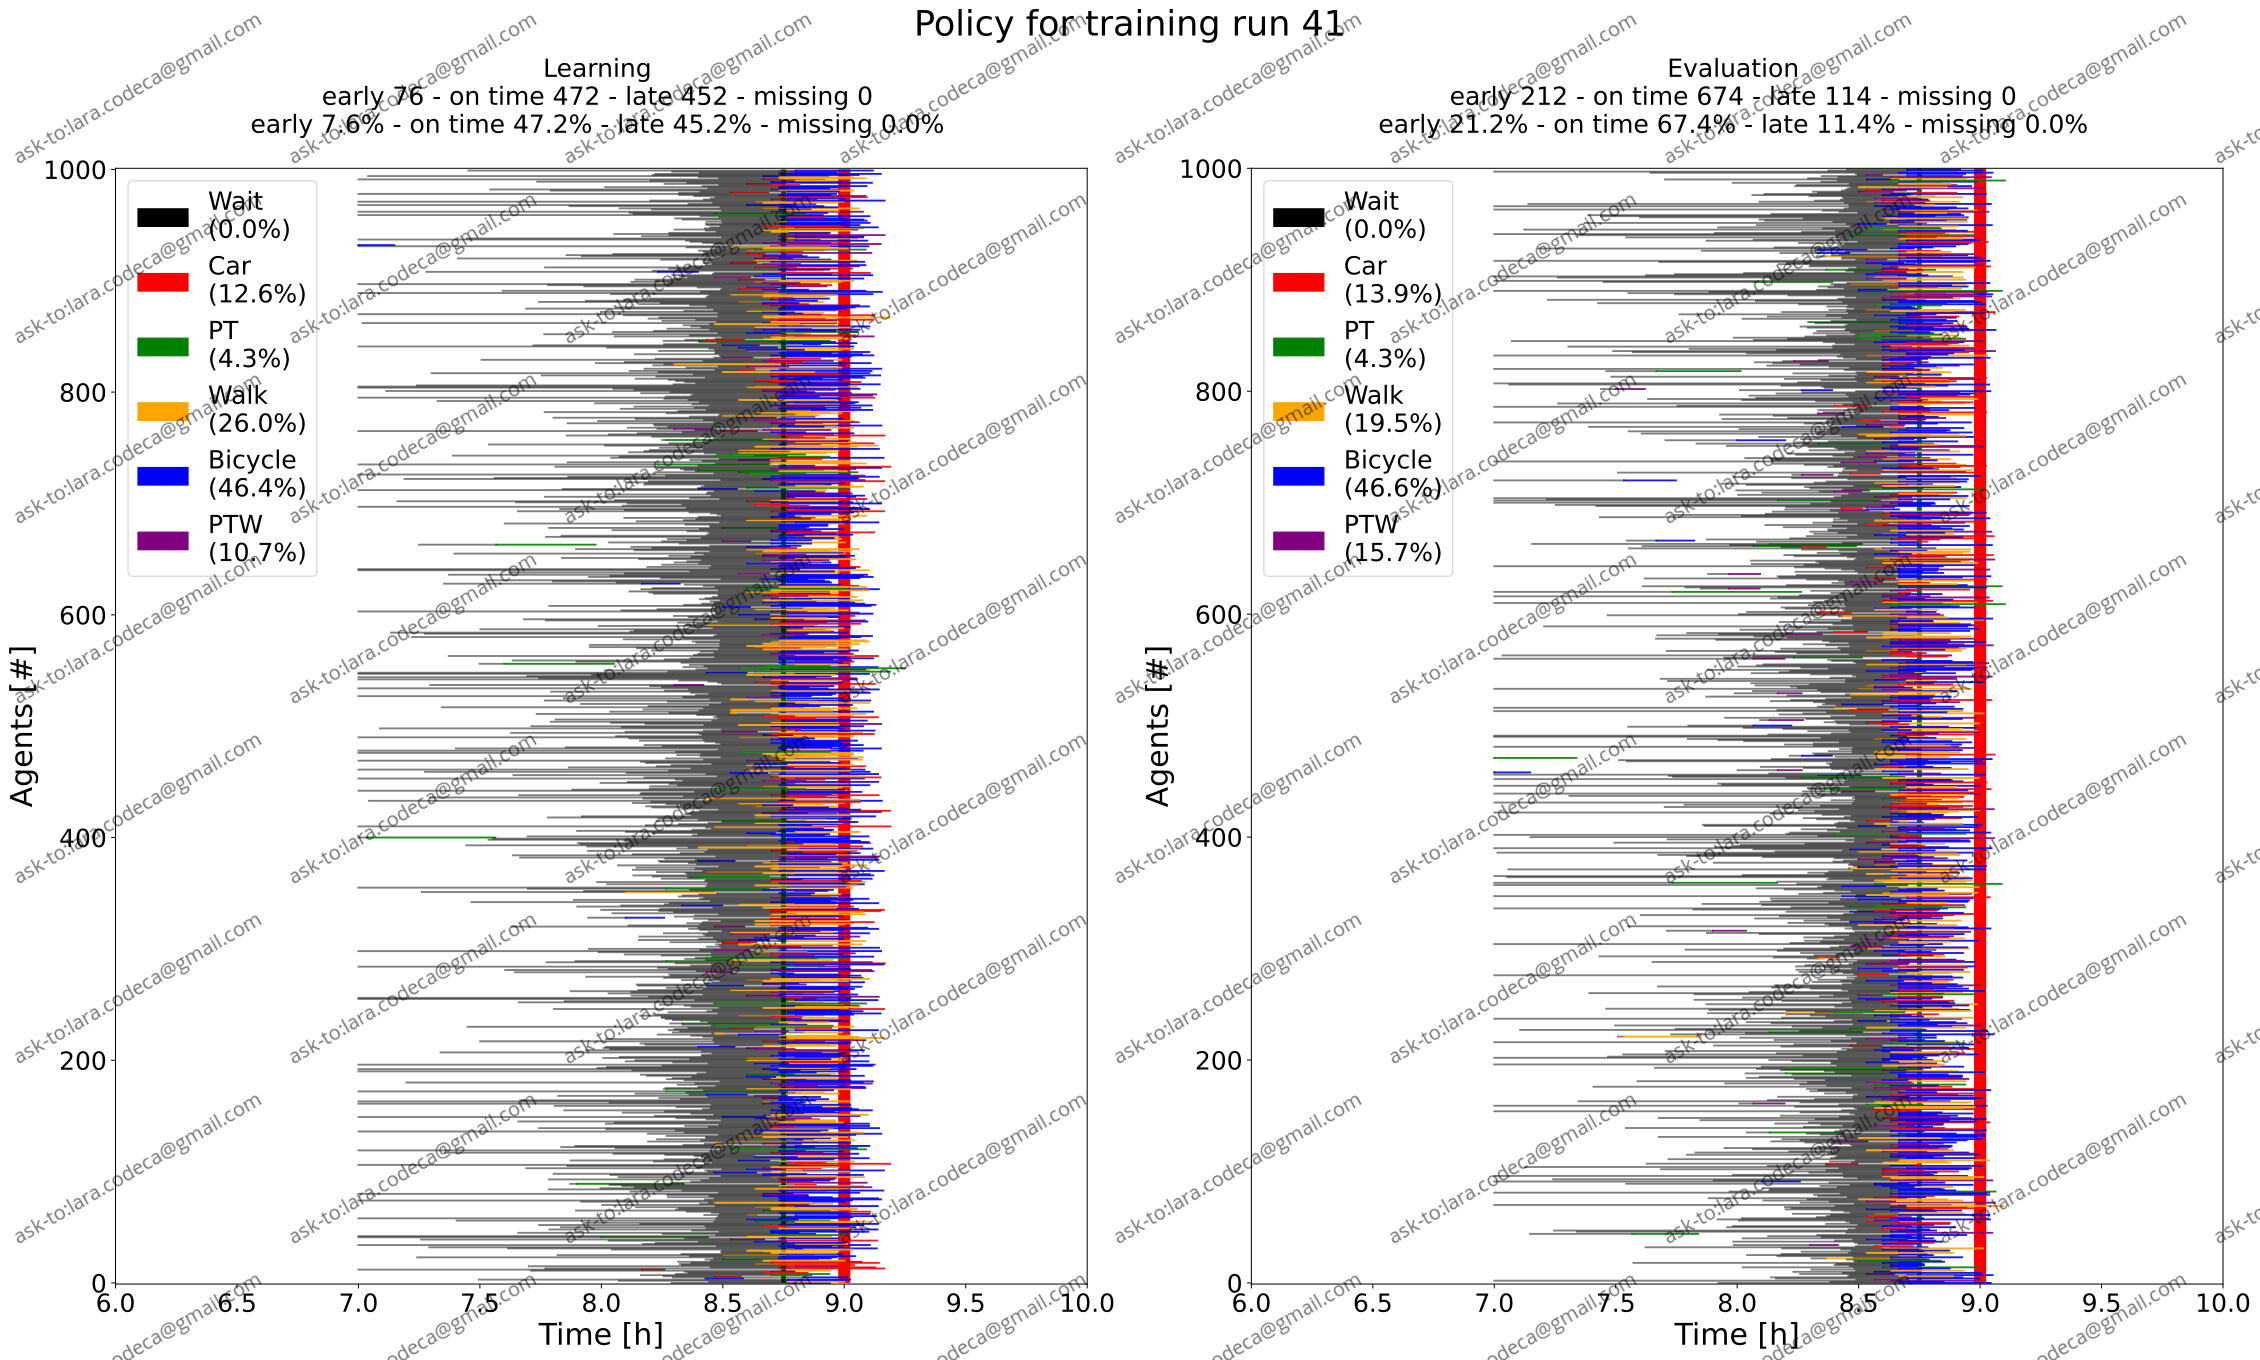 Policy for training run 41
Learning
early 76 - on time 472 - late 452 - missing 0
early 7.6% - on time 47.2% - late 45.2% - missing 0.0%
1000
800
600
400
200
0
Agents [#]
Wait
(0.0%)
Car
(12.6%)
PT
(4.3%)
Walk
(26.0%)
Bicycle
(46.4%)
PTW
(10.7%)
6.0 6.5 7.0 7.5 8.0 8.5 9.0 9.5 10.0
Time [h]
Evaluation
early 212 - on time 674 - late 114 - missing 0
early 21.2% - on time 67.4% - late 11.4% - missing 0.0%
1000
800
600
400
200
0
Agents [#]
Wait
(0.0%)
Car
(13.9%)
PT
(4.3%)
Walk
(19.5%)
Bicycle
(46.6%)
PTW
(15.7%)
6.0 6.5 7.0 7.5 8.0 8.5 9.0 9.5 10.0
Time [h]
ask-to:lara.codeca@gmail.com